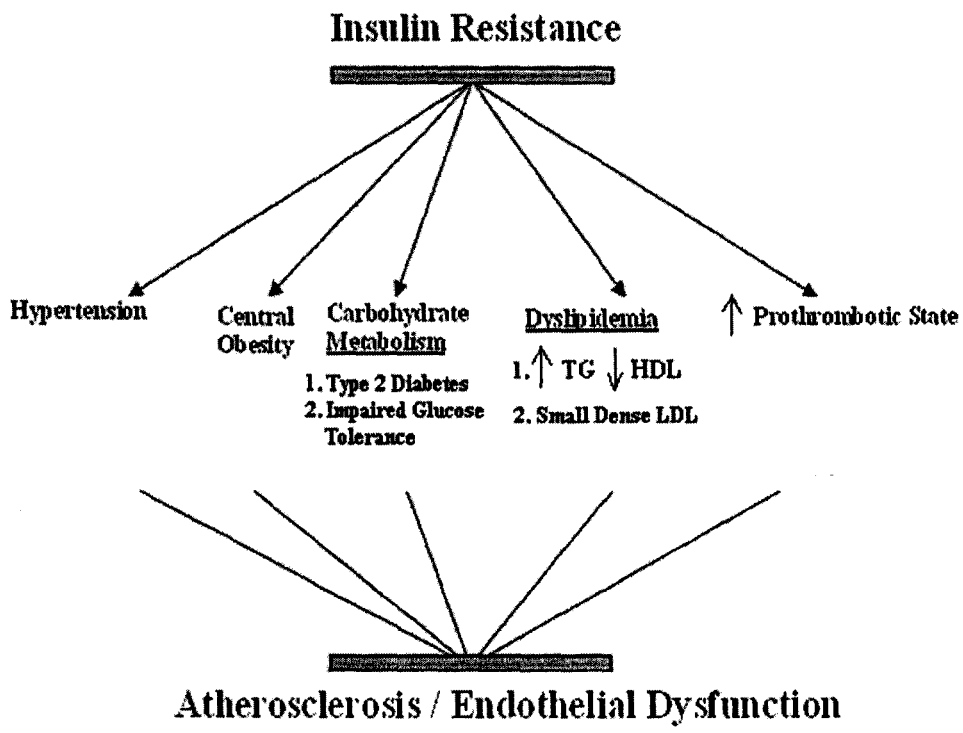 Insulin Resistance
Hypertension
Central
Obesity
Carbohydrate
Metabolism
1. Type 2 Diabetes
2. Impaired Glucose
Tolerance
Dyslipidemia
1. ↑ TG ↓ HDL
2. Small Dense LDL
↑ Prothrombotic State
Atherosclerosis / Endothelial Dysfunction